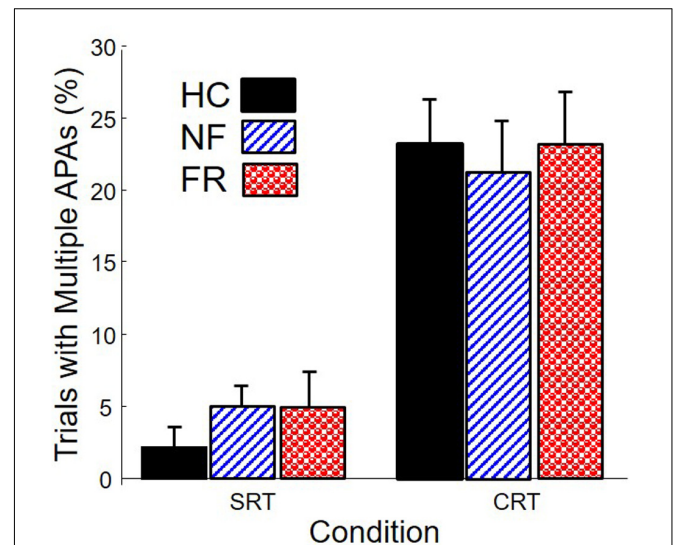 Trials with Multiple APAs (%)
30
25
20
15
10
5
0
HC
NF
FR
SRT
CRT
Condition